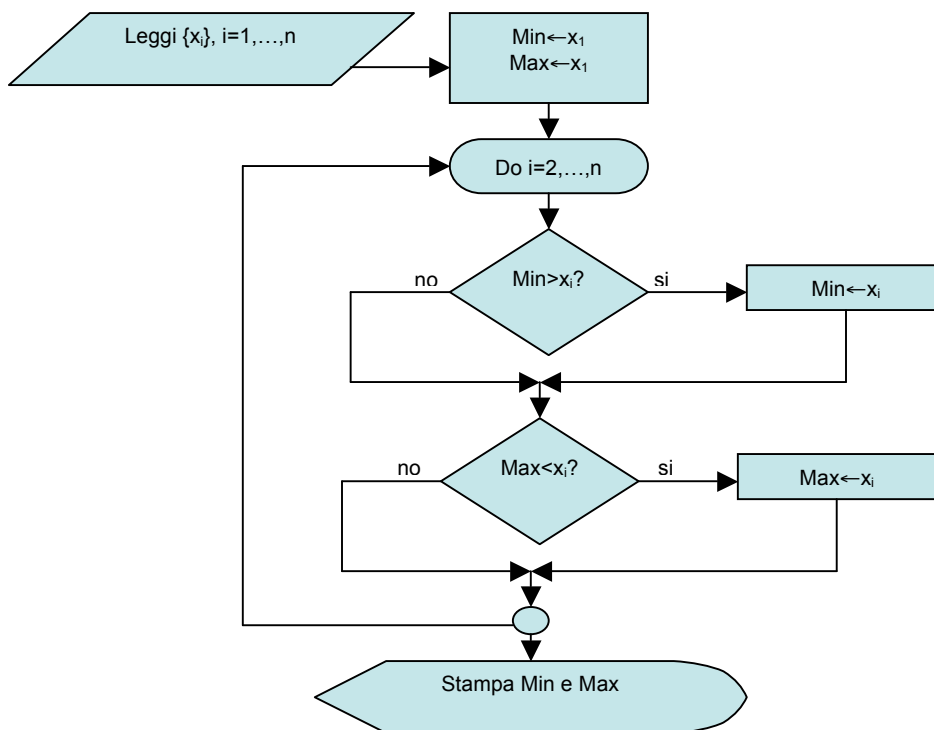 Leggi {xᵢ}, i=1,…,n
Min←x₁
Max←x₁
Do i=2,…,n
no
Min>xᵢ?
si
Min←xᵢ
no
Max<xᵢ?
si
Max←xᵢ
Stampa Min e Max